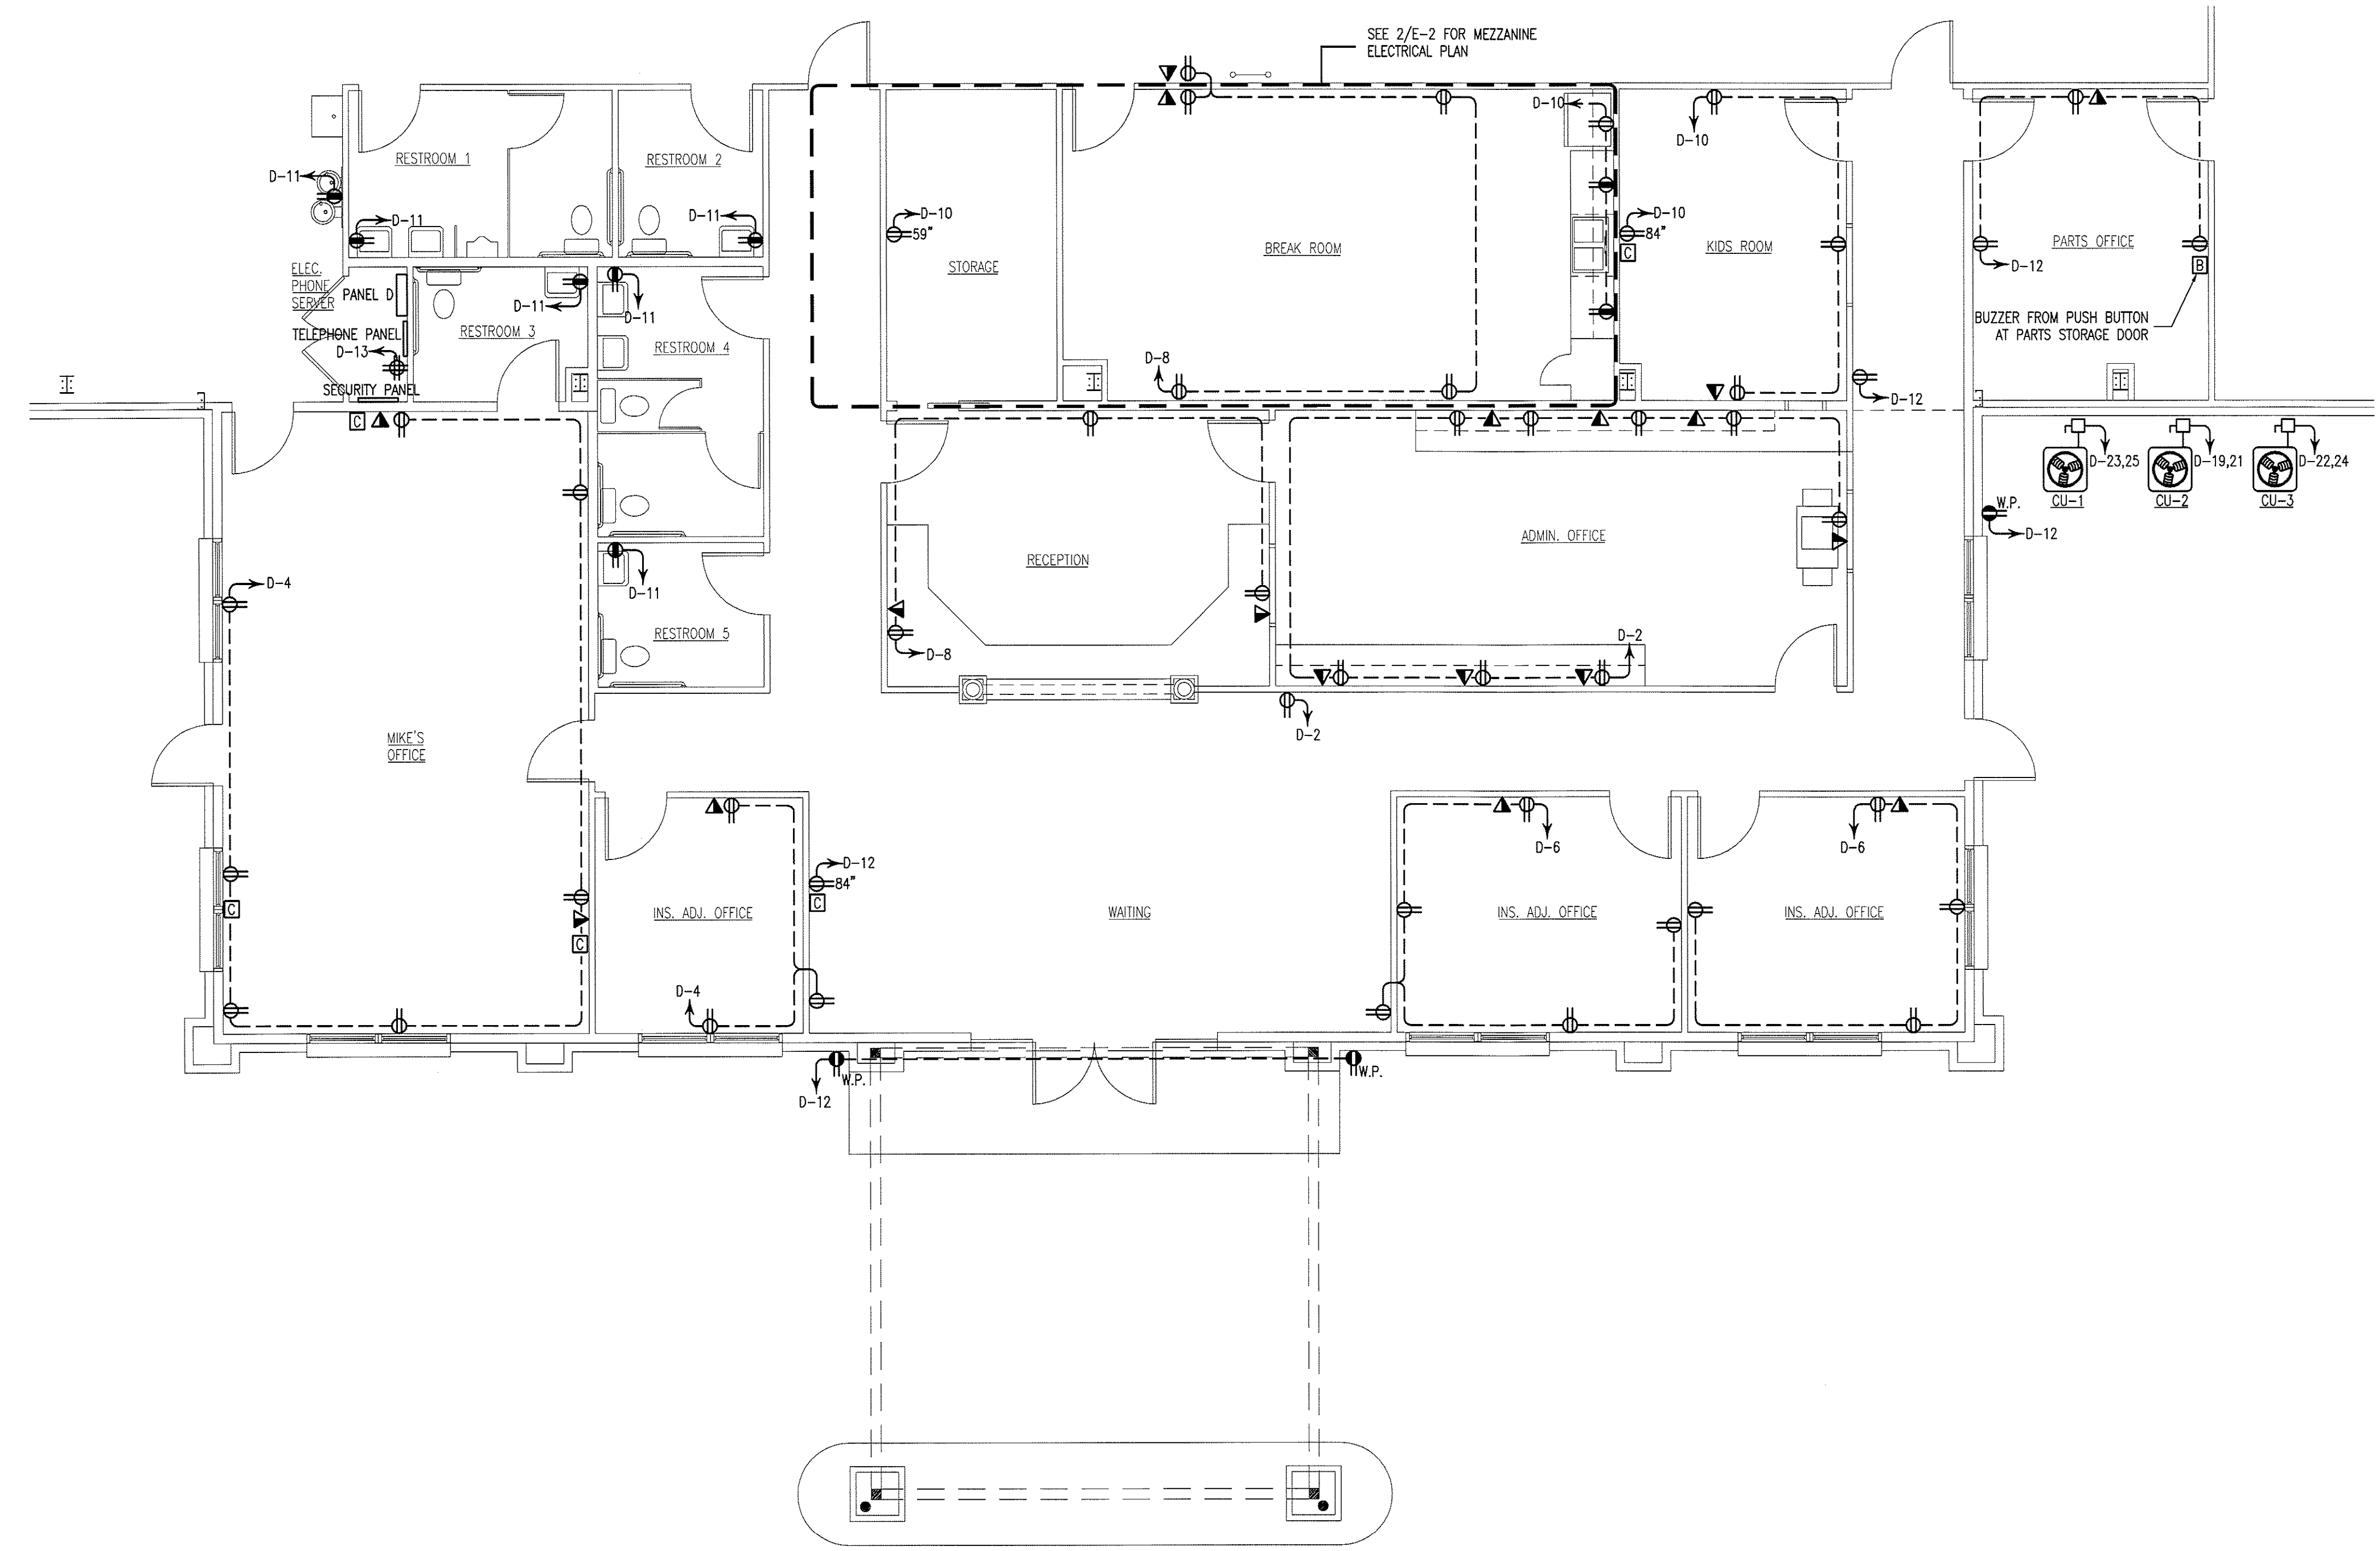 SEE 2/E-2 FOR MEZZANINE
ELECTRICAL PLAN
D-10
D-10
RESTROOM 1
RESTROOM 2
D-11
D-11
D-11
D-10
59"
D-10
84"
C
BREAK ROOM
KIDS ROOM
PARTS OFFICE
D-12
B
STORAGE
ELEC.
PHONE
SERVER
PANEL D
D-11
D-11
TELEPHONE PANEL
RESTROOM 3
RESTROOM 4
BUZZER FROM PUSH BUTTON
AT PARTS STORAGE DOOR
D-13
D-8
SECURITY PANEL
D-12
C
D-23,25
D-19,21
D-22,24
CU-1
CU-2
CU-3
W.P.
D-12
ADMIN. OFFICE
RECEPTION
D-4
D-11
RESTROOM 5
D-2
D-8
D-2
MIKE'S
OFFICE
D-6
D-6
D-12
84"
C
C
INS. ADJ. OFFICE
WAITING
INS. ADJ. OFFICE
INS. ADJ. OFFICE
C
D-4
W.P.
W.P.
D-12